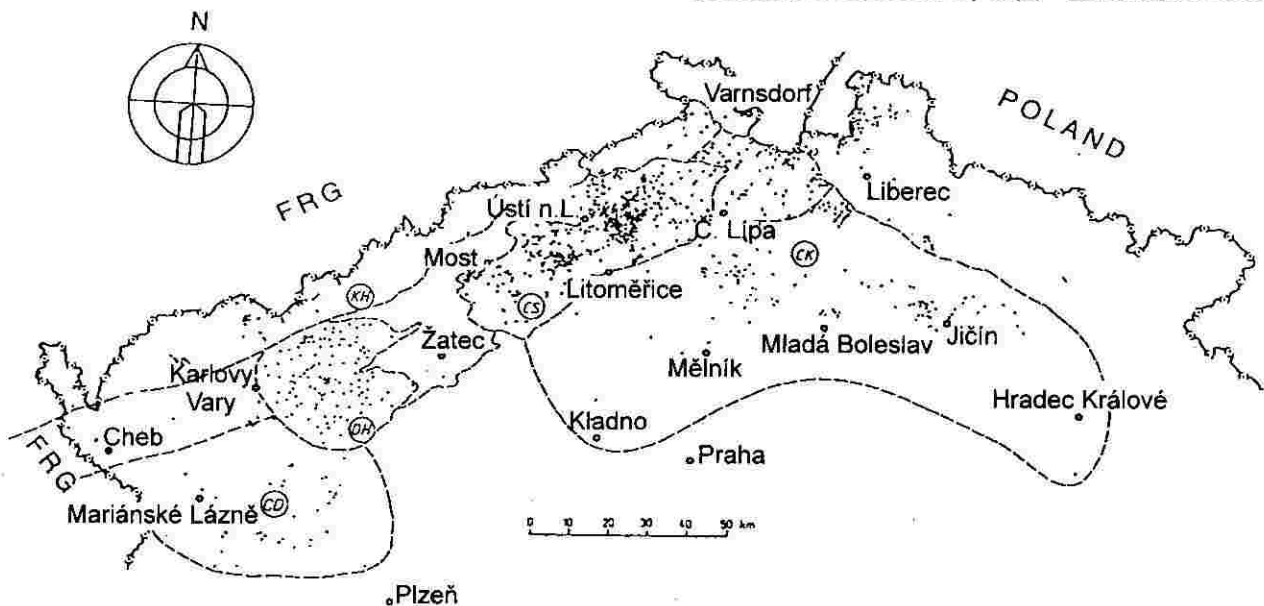 N
Varnsdorf
POLAND
Liberec
FRG
Ústí n.L.
Č. Lípa
CK
Most
KH
Litoměřice
CS
Žatec
Mladá Boleslav
Jičín
Mělník
Karlovy
Vary
Hradec Králové
DH
Kladno
Cheb
Praha
FRG
CD
Mariánské Lázně
0 10 20 30 40 50 km
Plzeň